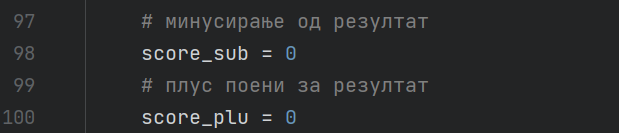 97 # минусирање од резултат
98 score_sub = 0
99 # плус поени за резултат
100 score_plu = 0